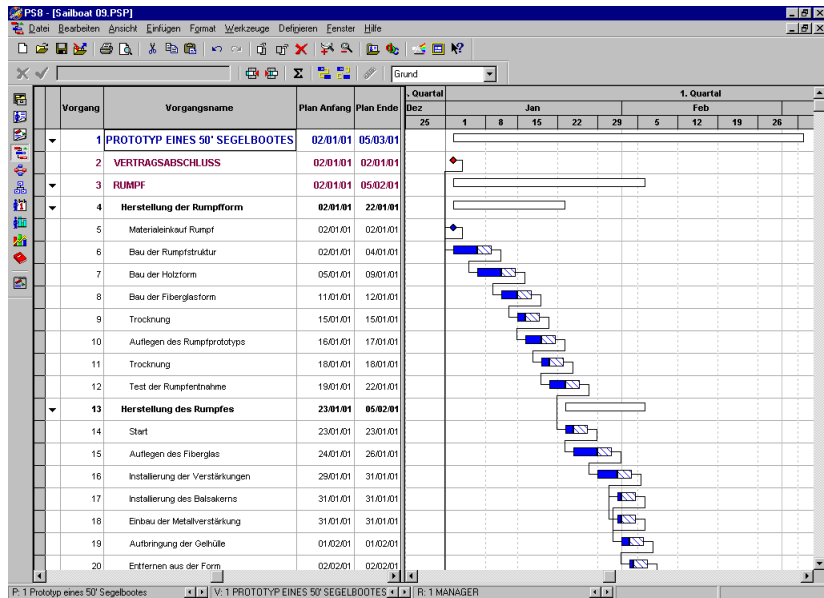 PS8 - [Sailboat 09.PSP]
Datei Bearbeiten Ansicht Einfügen Format Werkzeuge Definieren Fenster Hilfe
Grund
Vorgang Vorgangsname Plan Anfang Plan Ende
. Quartal 1. Quartal
Dez Jan Feb
25 1 8 15 22 29 5 12 19 26
1 PROTOTYP EINES 50' SEGELBOOTES 02/01/01 05/03/01
2 VERTRAGSABSCHLUSS 02/01/01 02/01/01
3 RUMPF 02/01/01 05/02/01
4 Herstellung der Rumpfform 02/01/01 22/01/01
5 Materialeinkauf Rumpf 02/01/01 02/01/01
6 Bau der Rumpfstruktur 02/01/01 04/01/01
7 Bau der Holzform 05/01/01 09/01/01
8 Bau der Fiberglasform 11/01/01 12/01/01
9 Trocknung 15/01/01 15/01/01
10 Auflegen des Rumpfprototyps 16/01/01 17/01/01
11 Trocknung 18/01/01 18/01/01
12 Test der Rumpfentnahme 19/01/01 22/01/01
13 Herstellung des Rumpfes 23/01/01 05/02/01
14 Start 23/01/01 23/01/01
15 Auflegen des Fiberglas 24/01/01 26/01/01
16 Installierung der Verstärkungen 29/01/01 31/01/01
17 Installierung des Balsakerns 31/01/01 31/01/01
18 Einbau der Metallverstärkung 31/01/01 31/01/01
19 Aufbringung der Gelhülle 01/02/01 01/02/01
20 Entfernen aus der Form 02/02/01 02/02/01
P: 1 Prototyp eines 50' Segelbootes V: 1 PROTOTYP EINES 50' SEGELBOOTES R: 1 MANAGER